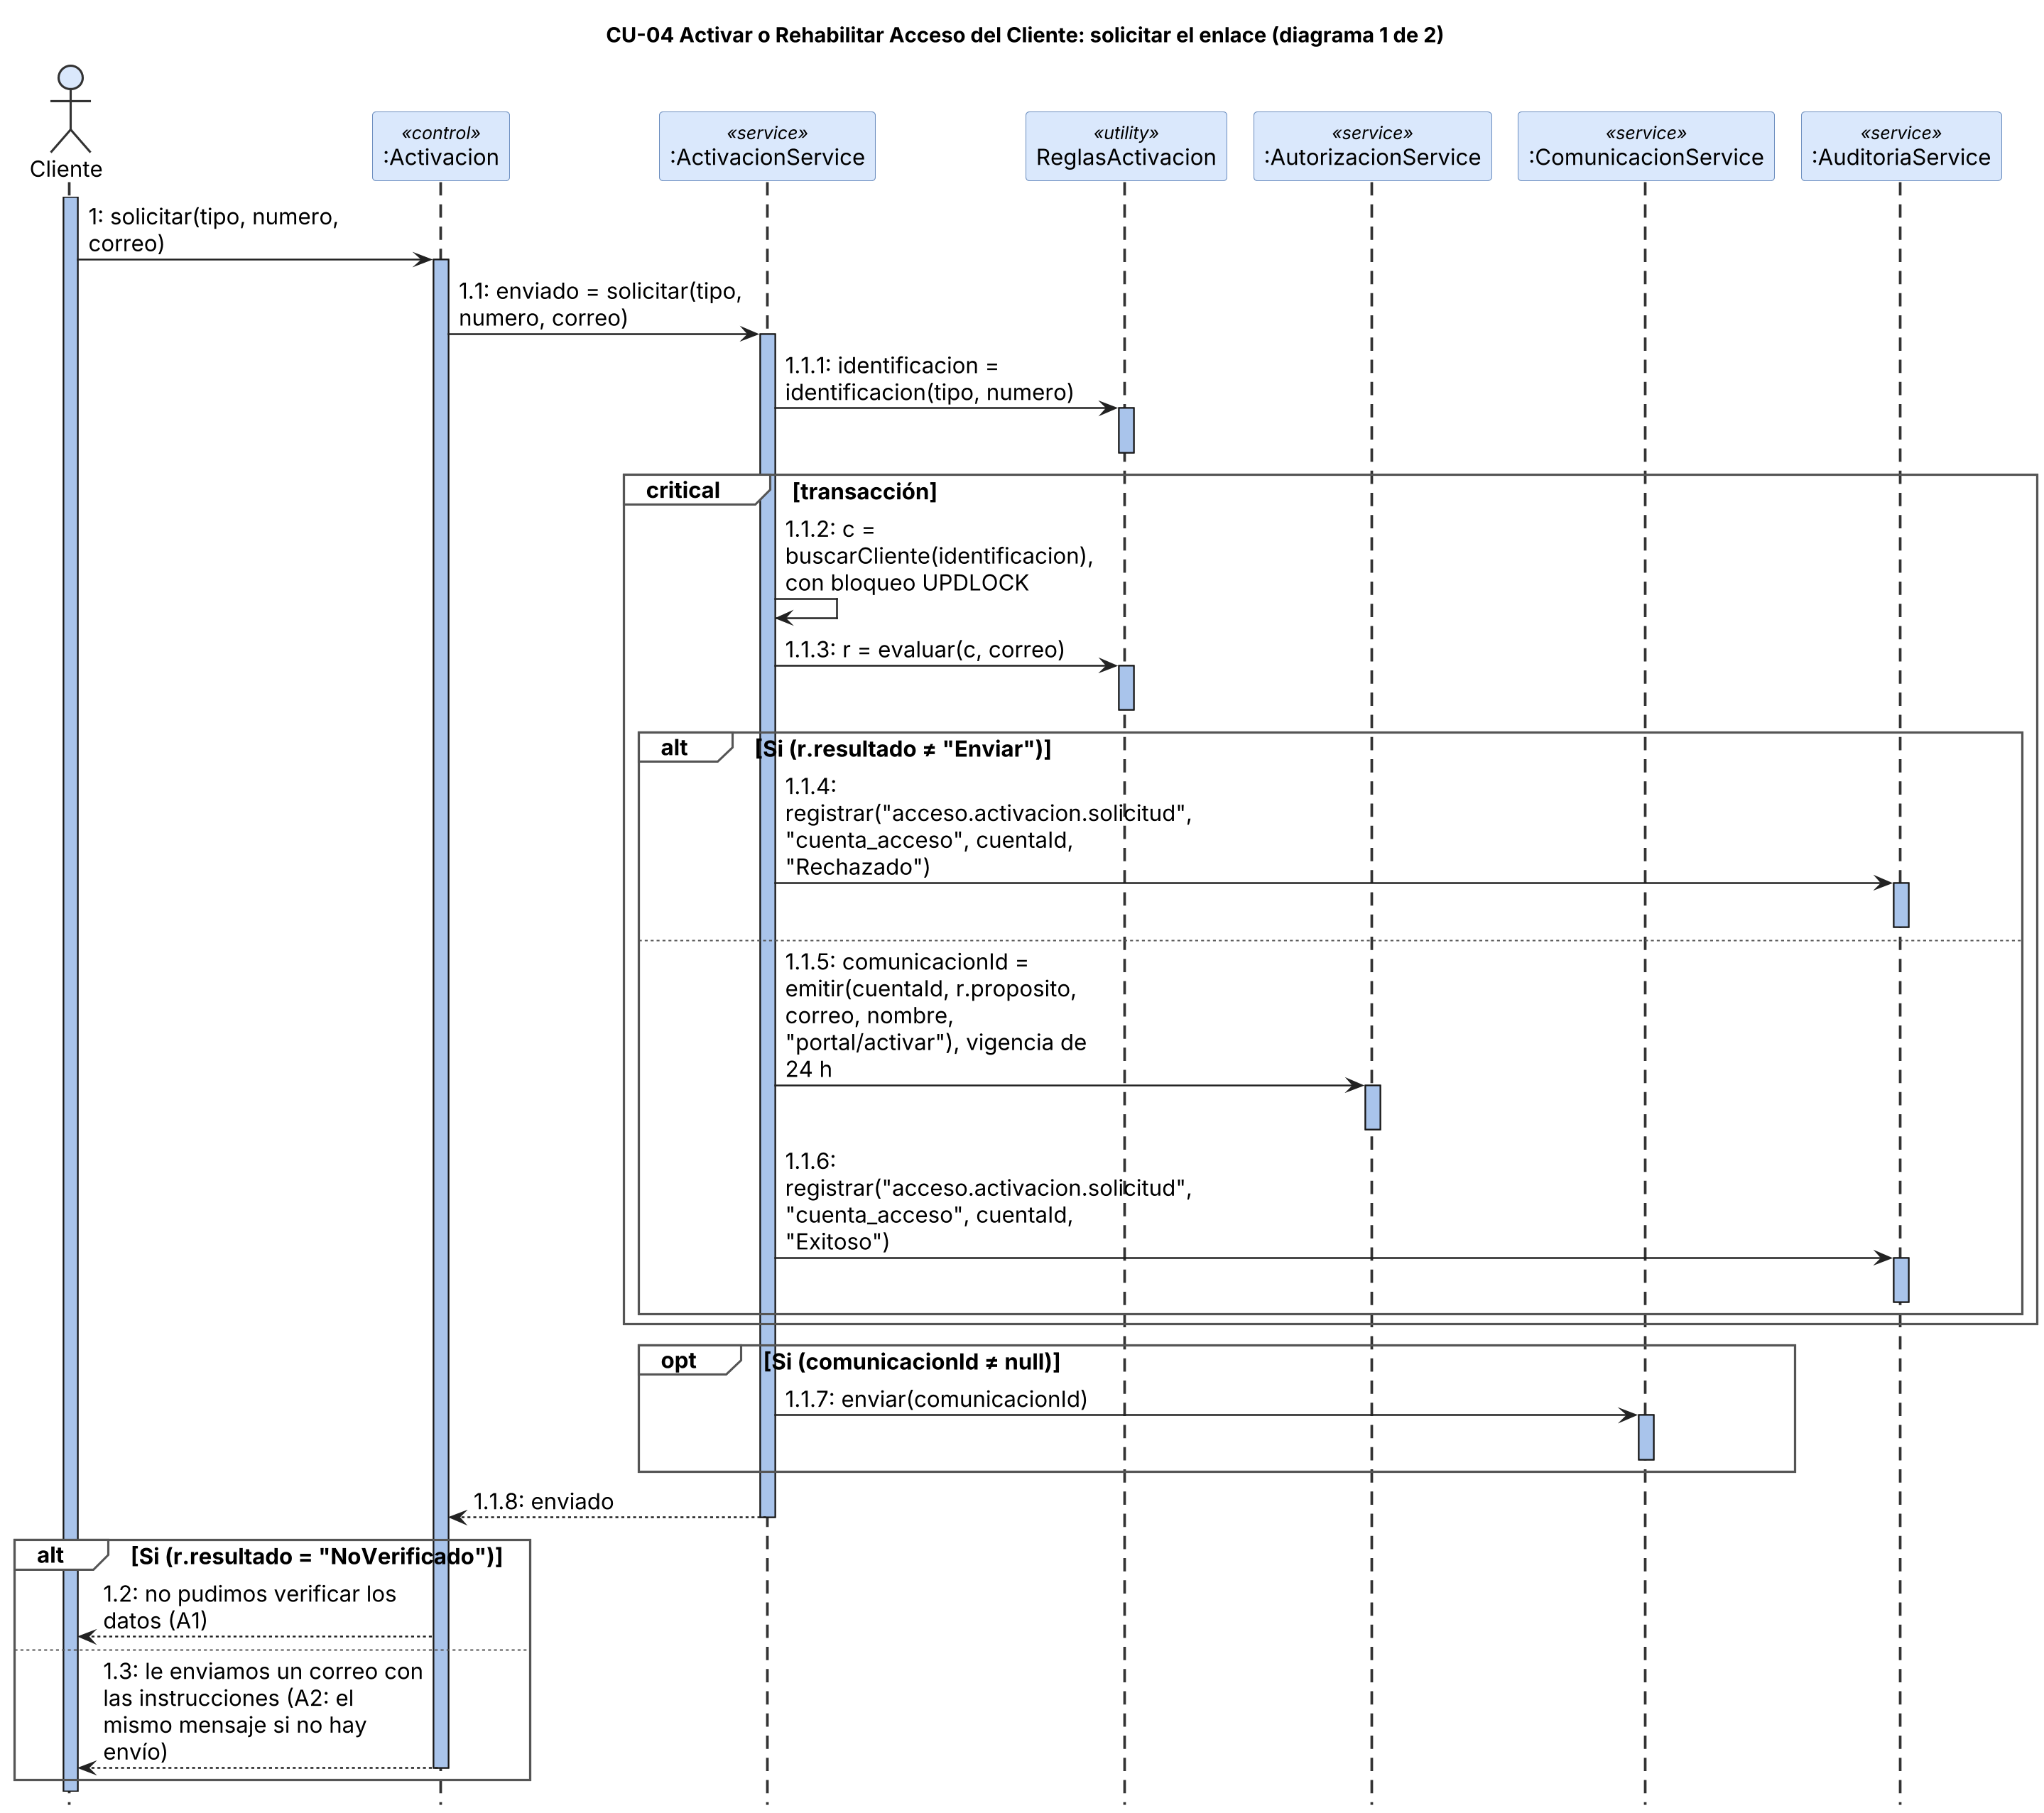 CU-04 Activar o Rehabilitar Acceso del Cliente: solicitar el enlace (diagrama 1 de 2)
Cliente
«control»
:Activacion
«service»
:ActivacionService
«utility»
ReglasActivacion
«service»
:AutorizacionService
«service»
:ComunicacionService
«service»
:AuditoriaService
1: solicitar(tipo, numero,
correo)
1.1: enviado = solicitar(tipo,
numero, correo)
1.1.1: identificacion =
identificacion(tipo, numero)
critical
[transacción]
1.1.2: c =
buscarCliente(identificacion),
con bloqueo UPDLOCK
1.1.3: r = evaluar(c, correo)
alt
[Si (r.resultado ≠ "Enviar")]
1.1.4:
registrar("acceso.activacion.solicitud",
"cuenta_acceso", cuentaId,
"Rechazado")
1.1.5: comunicacionId =
emitir(cuentaId, r.proposito,
correo, nombre,
"portal/activar"), vigencia de
24 h
1.1.6:
registrar("acceso.activacion.solicitud",
"cuenta_acceso", cuentaId,
"Exitoso")
opt
[Si (comunicacionId ≠ null)]
1.1.7: enviar(comunicacionId)
1.1.8: enviado
alt
[Si (r.resultado = "NoVerificado")]
1.2: no pudimos verificar los
datos (A1)
1.3: le enviamos un correo con
las instrucciones (A2: el
mismo mensaje si no hay
envío)